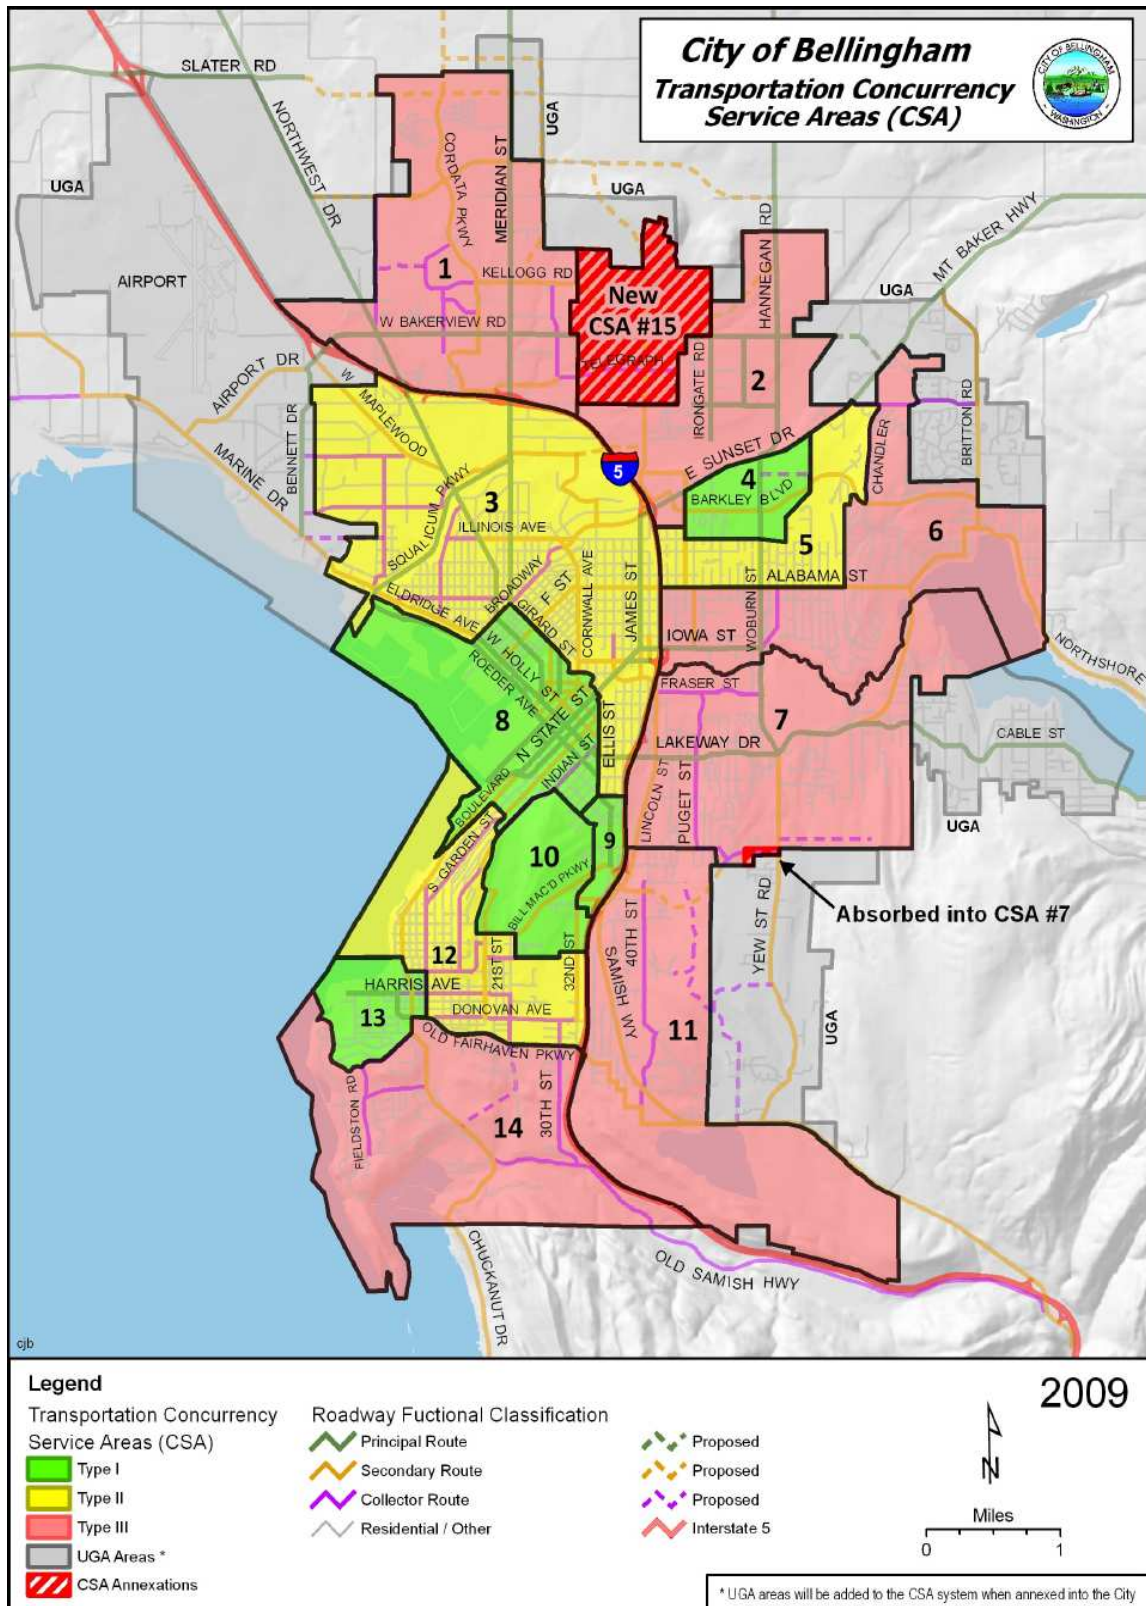 City of Bellingham
Transportation Concurrency
Service Areas (CSA)
CITY OF BELLINGHAM
WASHINGTON
SLATER RD
NORTHWEST DR
CORDATA PKWY
MERIDIAN ST
UGA
UGA
UGA
HANNEGAN RD
MT BAKER HWY
AIRPORT
1
KELLOGG RD
New
CSA #15
UGA
W BAKERVIEW RD
IRONGATE RD
2
AIRPORT DR
W MAPLEWOOD
BRITTON RD
BENNETT DR
MARINE DR
E SUNSET DR
CHANDLER
5
4
BARKLEY BLVD
3
SQUALICUM PKWY
ILLINOIS AVE
5
6
ALABAMA ST
ELDRIDGE AVE
BROADWAY
GIRARD ST
F ST
CORNWALL AVE
JAMES ST
WOBURN ST
IOWA ST
W HOLLY ST
ROEDER AVE
NORTHSHORE
FRASER ST
8
N STATE ST
7
ELLIS ST
LAKEWAY DR
CABLE ST
INDIAN ST
BOULEVARD
LINCOLN ST
PUGET ST
UGA
S GARDEN ST
10
9
BILL MAC'D PKWY
Absorbed into CSA #7
YEW ST RD
40TH ST
SAMISH WY
12
21ST ST
32ND ST
HARRIS AVE
13
DONOVAN AVE
11
UGA
OLD FAIRHAVEN PKWY
FIELDSTON RD
14
30TH ST
CHUCKANUT DR
OLD SAMISH HWY
cjb
Legend
2009
Transportation Concurrency
Service Areas (CSA)
Type I
Type II
Type III
UGA Areas *
CSA Annexations
Roadway Fuctional Classification
Principal Route
Secondary Route
Collector Route
Residential / Other
Proposed
Proposed
Proposed
Interstate 5
N
Miles
0 1
* UGA areas will be added to the CSA system when annexed into the City